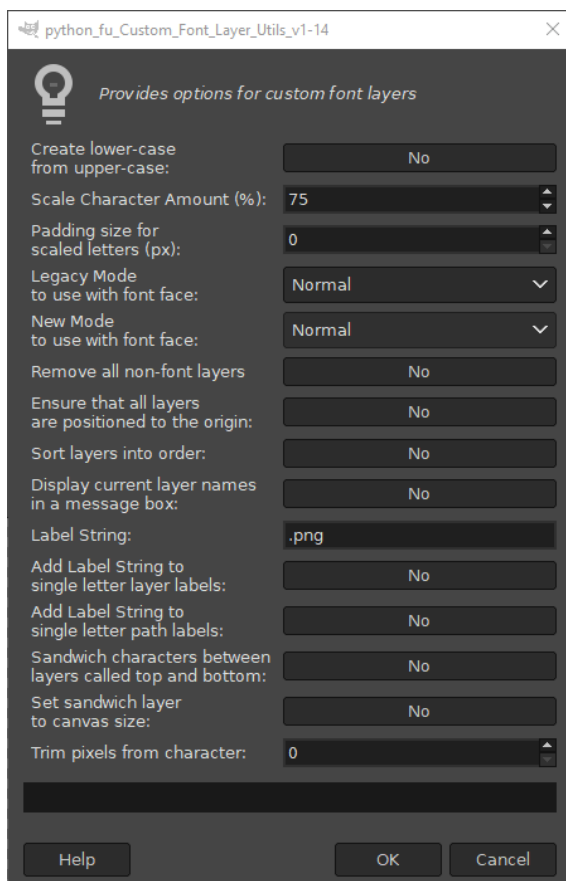 python_fu_Custom_Font_Layer_Utils_v1-14
Provides options for custom font layers
Create lower-case
from upper-case:
No
Scale Character Amount (%):
75
Padding size for
scaled letters (px):
0
Legacy Mode
to use with font face:
Normal
New Mode
to use with font face:
Normal
Remove all non-font layers
No
Ensure that all layers
are positioned to the origin:
No
Sort layers into order:
No
Display current layer names
in a message box:
No
Label String:
.png
Add Label String to
single letter layer labels:
No
Add Label String to
single letter path labels:
No
Sandwich characters between
layers called top and bottom:
No
Set sandwich layer
to canvas size:
No
Trim pixels from character:
0
Help
OK
Cancel